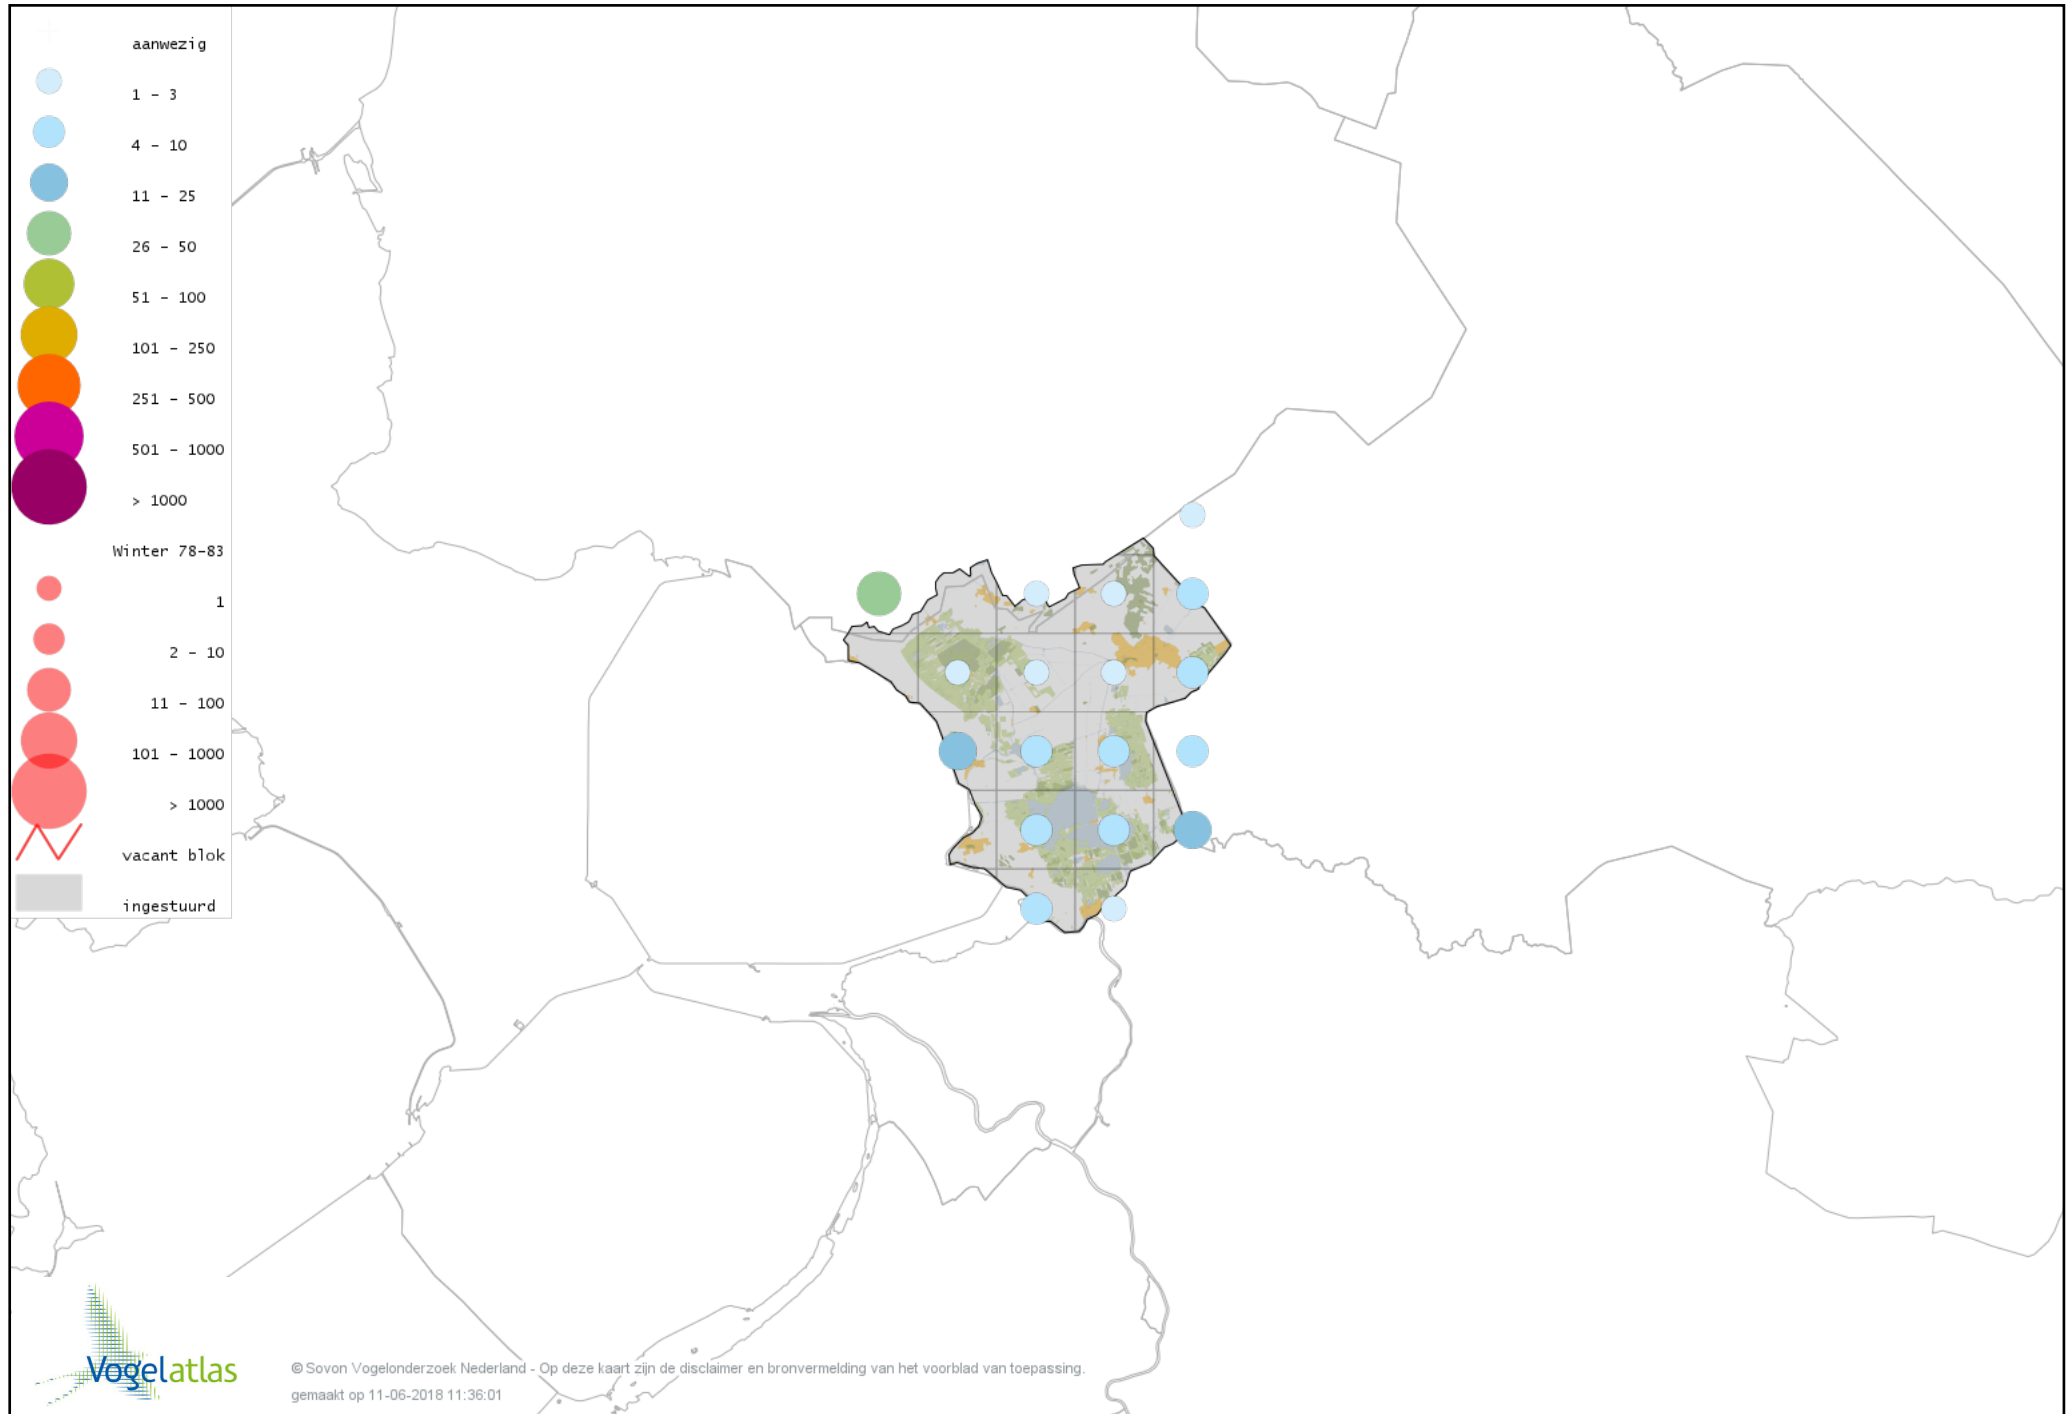 aanwezig
1 - 3
4 - 10
11 - 25
26 - 50
51 - 100
101 - 250
251 - 500
501 - 1000
> 1000
Winter 78-83
1
2 - 10
11 - 100
101 - 1000
> 1000
vacant blok
ingestuurd
Vogelatlas
© Sovon Vogelonderzoek Nederland - Op deze kaart zijn de disclaimer en bronvermelding van het voorblad van toepassing.
gemaakt op 11-06-2018 11:36:01